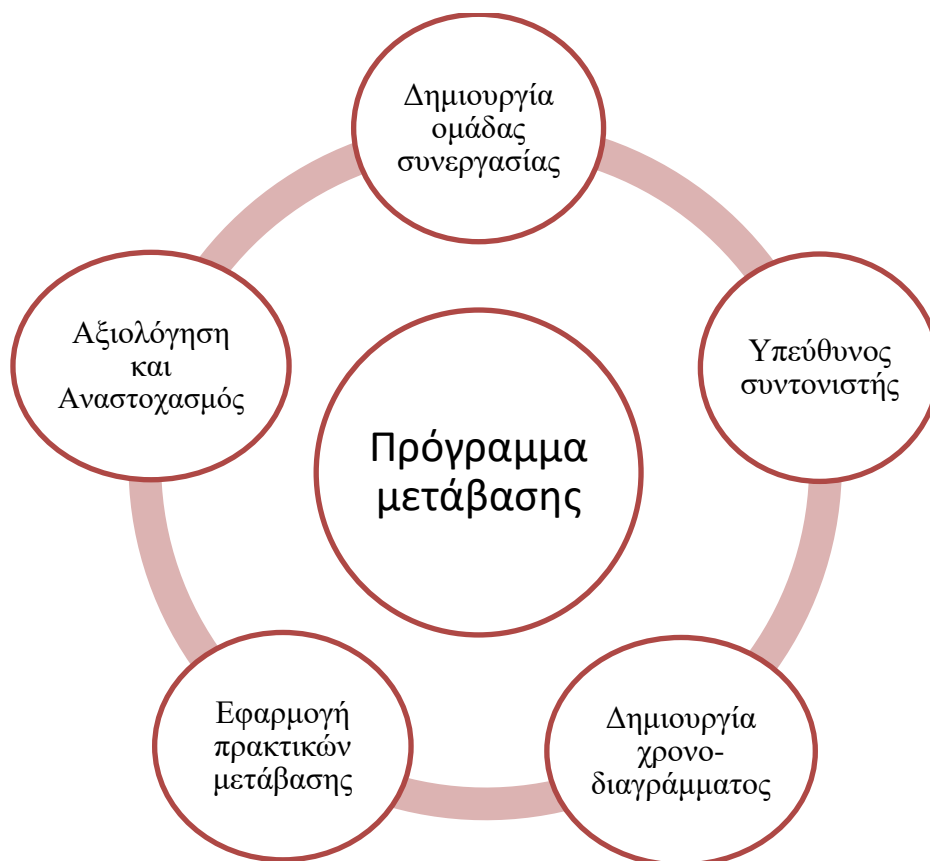 Δημιουργία
ομάδας
συνεργασίας
Υπεύθυνος
συντονιστής
Δημιουργία
χρονο-
διαγράμματος
Εφαρμογή
πρακτικών
μετάβασης
Αξιολόγηση
και
Αναστοχασμός
Πρόγραμμα
μετάβασης